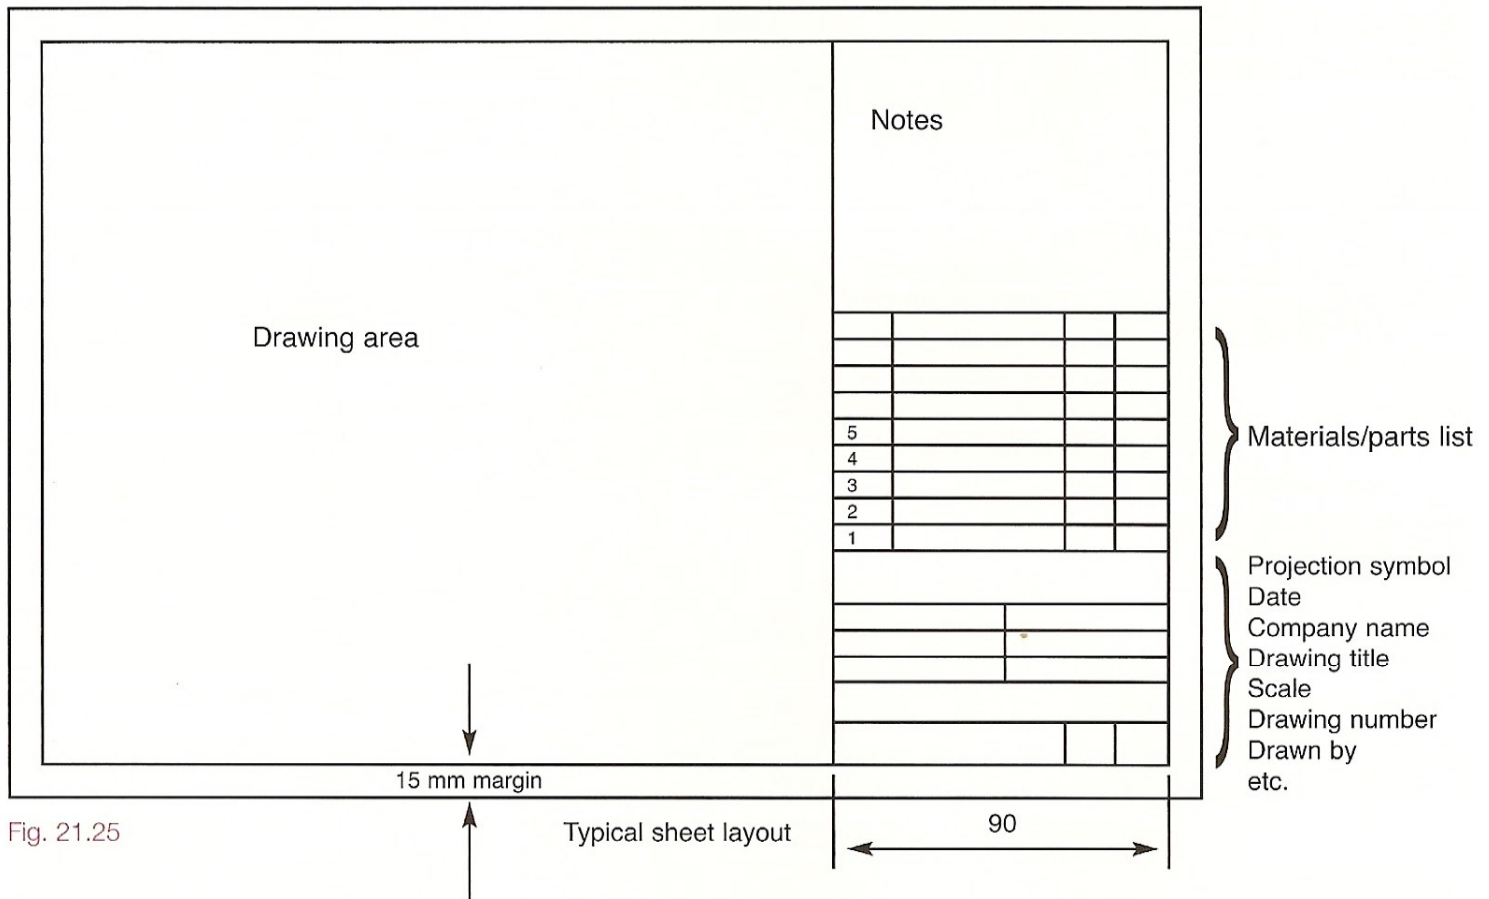 Notes
Drawing area
5
4
3
2
1
Materials/parts list
Projection symbol
Date
Company name
Drawing title
Scale
Drawing number
Drawn by
etc.
15 mm margin
90
Fig. 21.25
Typical sheet layout